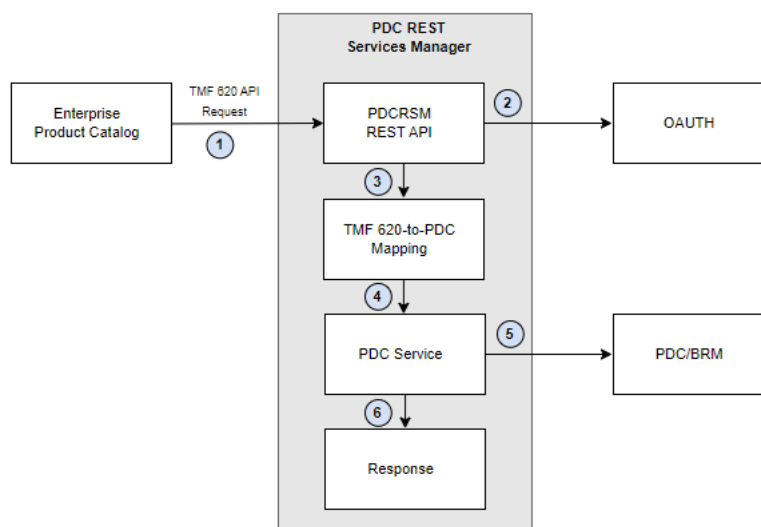 PDC REST
Services Manager
TMF 620 API
Request
1
Enterprise
Product Catalog
PDCRSM
REST API
2
OAUTH
3
TMF 620-to-PDC
Mapping
4
PDC Service
5
PDC/BRM
6
Response